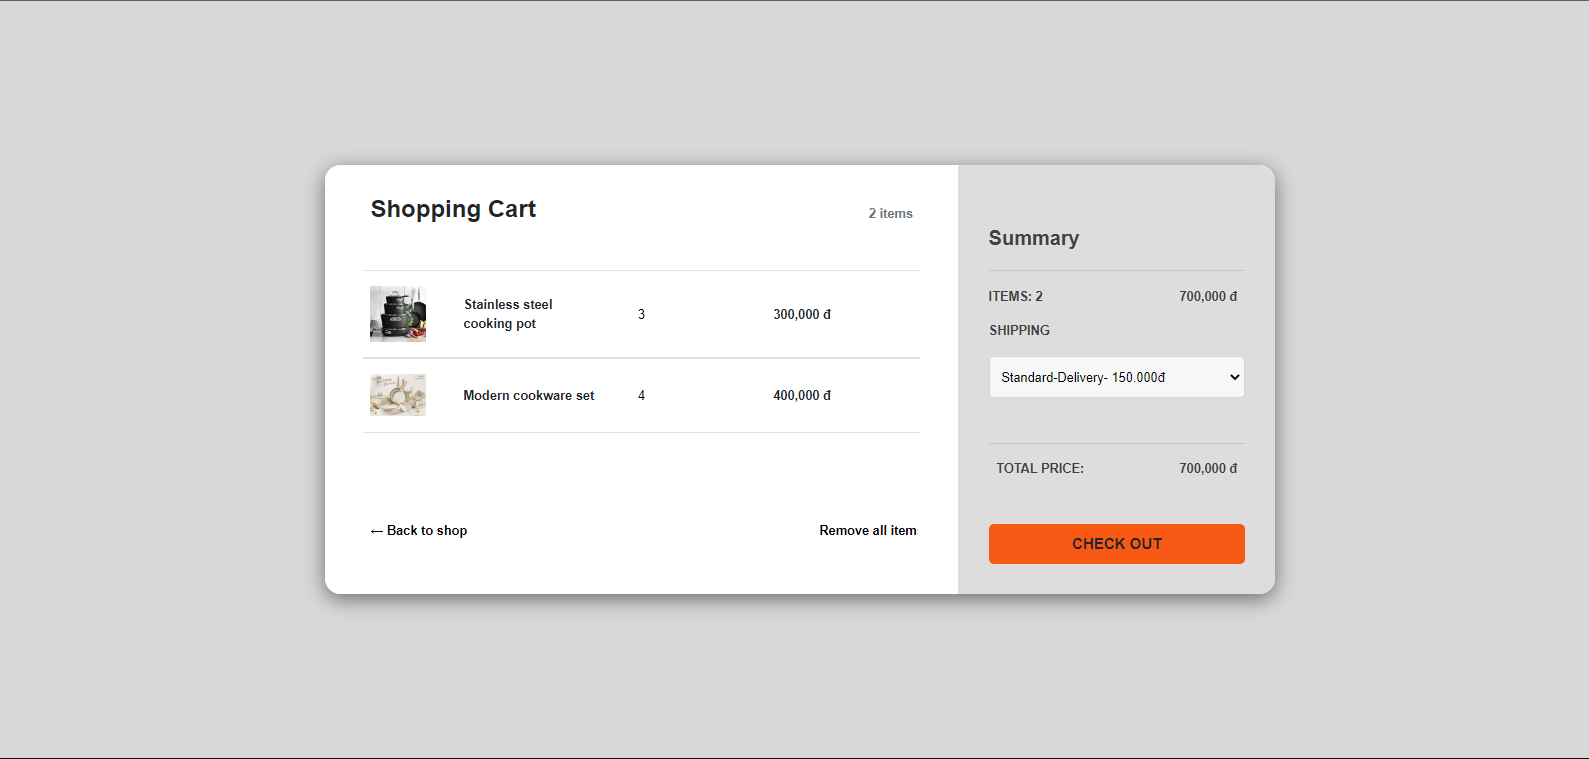 Shopping Cart
2 items
Stainless steel
cooking pot
3
300,000 đ
Modern cookware set
4
400,000 đ
← Back to shop
Remove all item
Summary
ITEMS: 2
700,000 đ
SHIPPING
Standard-Delivery- 150.000đ
TOTAL PRICE:
700,000 đ
CHECK OUT